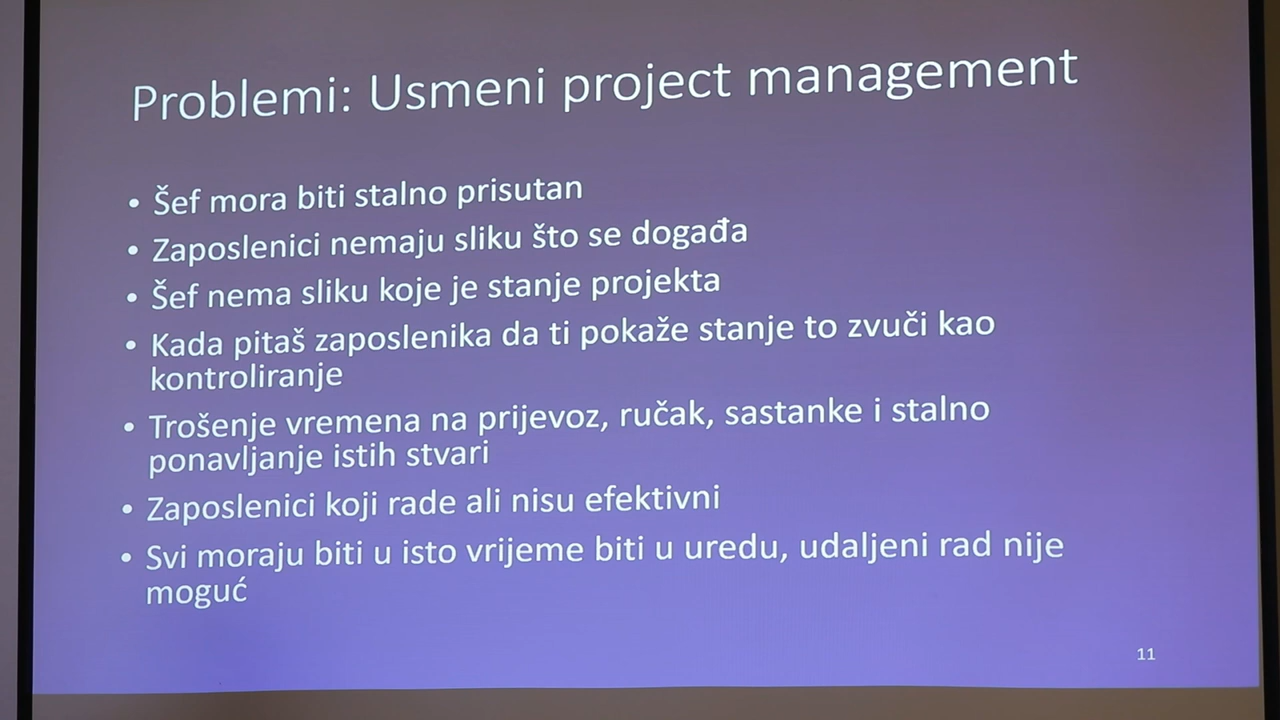 Problemi: Usmeni project management
• Šef mora biti stalno prisutan
• Zaposlenici nemaju sliku što se događa
• Šef nema sliku koje je stanje projekta
• Kada pitaš zaposlenika da ti pokaže stanje to zvuči kao
kontroliranje
• Trošenje vremena na prijevoz, ručak, sastanke i stalno
ponavljanje istih stvari
• Zaposlenici koji rade ali nisu efektivni
• Svi moraju biti u isto vrijeme biti u uredu, udaljeni rad nije
moguć
11